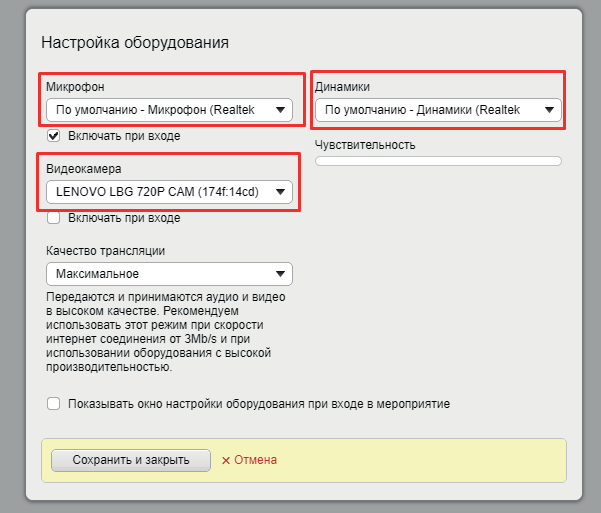 Настройка оборудования
Микрофон
По умолчанию - Микрофон (Realtek
Включать при входе
Динамики
По умолчанию - Динамики (Realtek
Чувствительность
Видеокамера
LENOVO LBG 720P CAM (174f:14cd)
Включать при входе
Качество трансляции
Максимальное
Передаются и принимаются аудио и видео
в высоком качестве. Рекомендуем
использовать этот режим при скорости
интернет соединения от 3Mb/s и при
использовании оборудования с высокой
производительностью.
Показывать окно настройки оборудования при входе в мероприятие
Сохранить и закрыть
Отмена